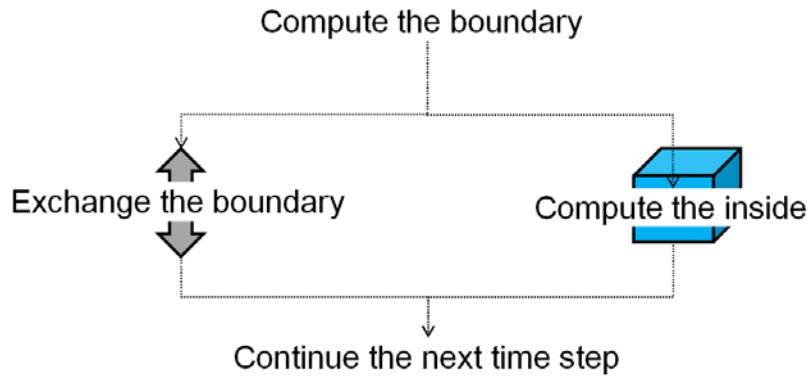 Compute the boundary
Exchange the boundary
Compute the inside
Continue the next time step